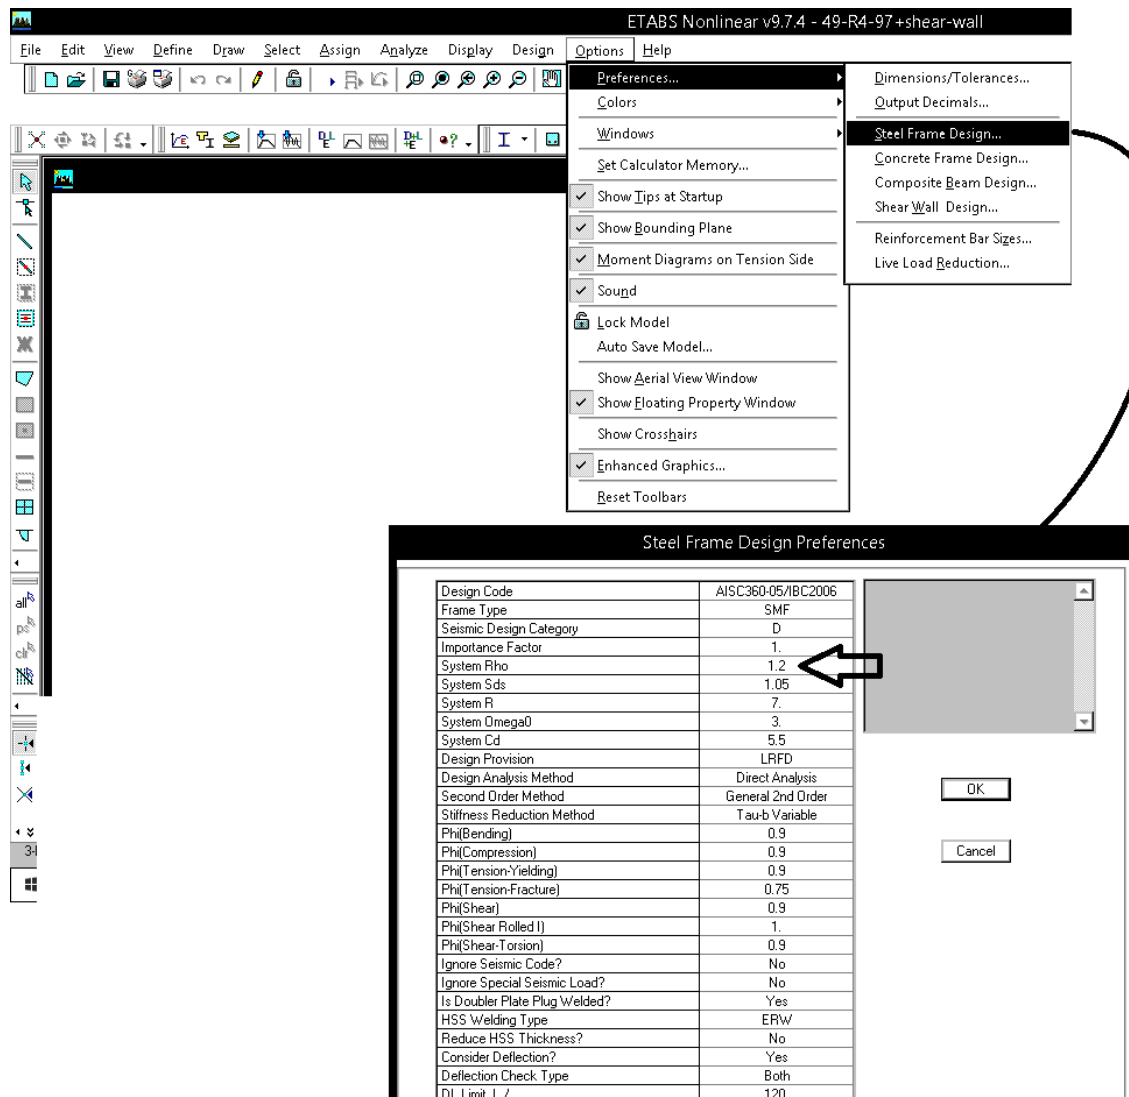 ETABS Nonlinear v9.7.4 - 49-R4-97+shear-wall
File Edit View Define Draw Select Assign Analyze Display Design Options Help
Preferences...
Colors
Windows
Set Calculator Memory...
Show Tips at Startup
Show Bounding Plane
Moment Diagrams on Tension Side
Sound
Lock Model
Auto Save Model...
Show Aerial View Window
Show Floating Property Window
Show Crosshairs
Enhanced Graphics...
Reset Toolbars
Dimensions/Tolerances...
Output Decimals...
Steel Frame Design...
Concrete Frame Design...
Composite Beam Design...
Shear Wall Design...
Reinforcement Bar Sizes...
Live Load Reduction...
all
ps
clr
Steel Frame Design Preferences
Design Code AISC360-05/IBC2006
Frame Type SMF
Seismic Design Category D
Importance Factor 1.
System Rho 1.2
System Sds 1.05
System R 7.
System Omega0 3.
System Cd 5.5
Design Provision LRFD
Design Analysis Method Direct Analysis
Second Order Method General 2nd Order
Stiffness Reduction Method Tau-b Variable
Phi(Bending) 0.9
Phi(Compression) 0.9
Phi(Tension-Yielding) 0.9
Phi(Tension-Fracture) 0.75
Phi(Shear) 0.9
Phi(Shear Rolled I) 1.
Phi(Shear-Torsion) 0.9
Ignore Seismic Code? No
Ignore Special Seismic Load? No
Is Doubler Plate Plug Welded? Yes
HSS Welding Type ERW
Reduce HSS Thickness? No
Consider Deflection? Yes
Deflection Check Type Both
DL Limit, L / 120
OK
Cancel